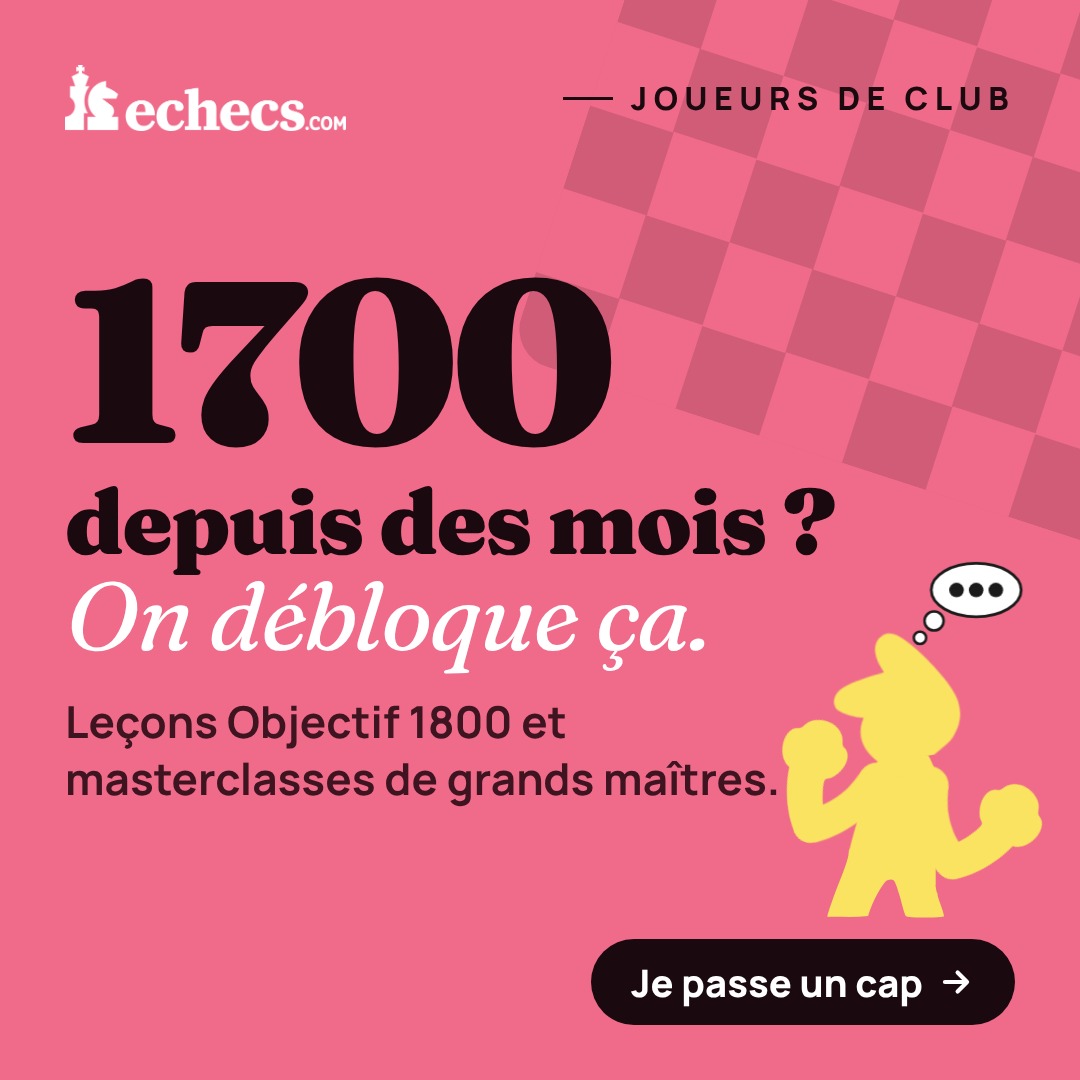 echecs.COM
JOUEURS DE CLUB
1700
depuis des mois ?
On débloque ça.
Leçons Objectif 1800 et
masterclasses de grands maîtres.
Je passe un cap →